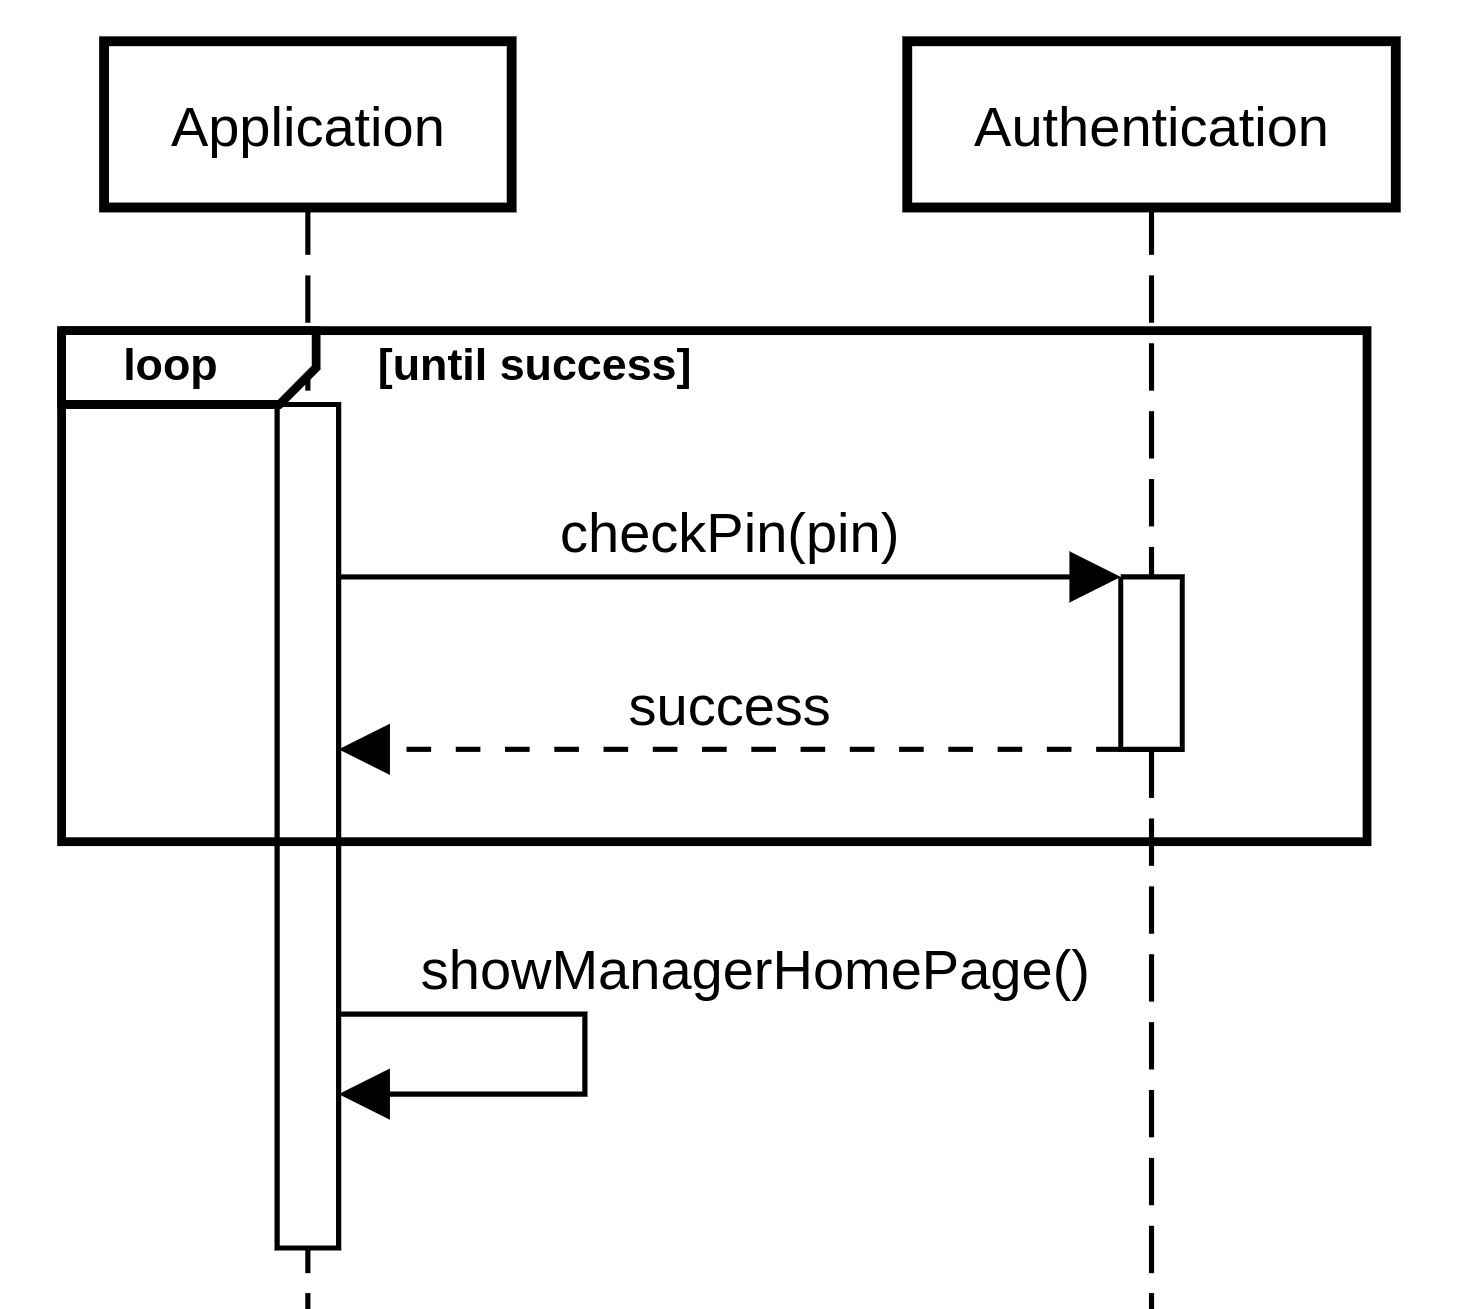 Application
Authentication
loop
[until success]
checkPin(pin)
success
showManagerHomePage()